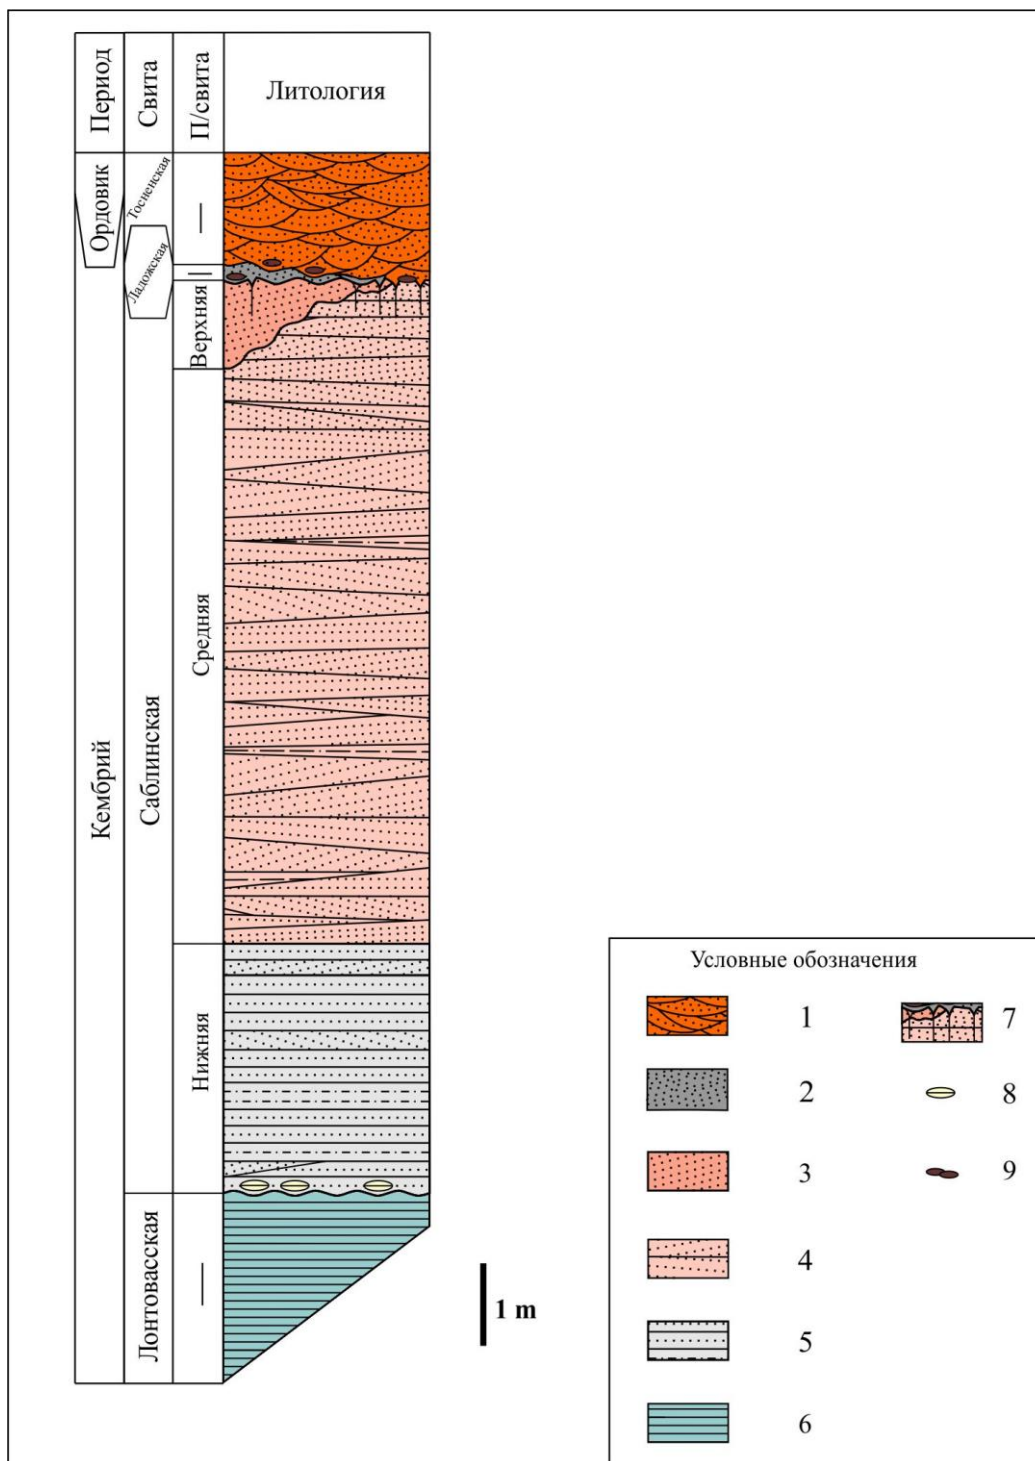 Период
Свита
П/свита
Литология
Ордовик
Тосненская
Ладожская
Верхняя
Кембрий
Саблинская
Средняя
Нижняя
Лонтовасская
1 m
Условные обозначения
1
7
2
8
3
9
4
5
6